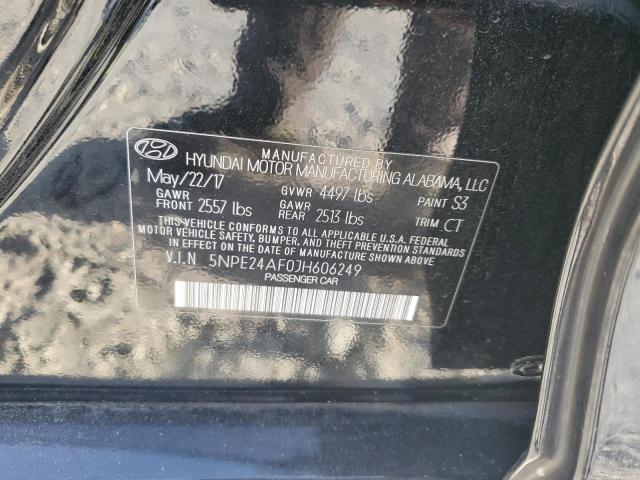 MANUFACTURED BY
HYUNDAI MOTOR MANUFACTURING ALABAMA, LLC
May/22/17 GVWR 4497 lbs PAINT S3
GAWR FRONT 2557 lbs GAWR REAR 2513 lbs TRIM CT
THIS VEHICLE CONFORMS TO ALL APPLICABLE U.S.A. FEDERAL
MOTOR VEHICLE SAFETY, BUMPER, AND THEFT PREVENTION STANDARDS
IN EFFECT ON THE DATE OF MANUFACTURE SHOWN ABOVE.
V.I.N 5NPE24AF0JH606249
PASSENGER CAR